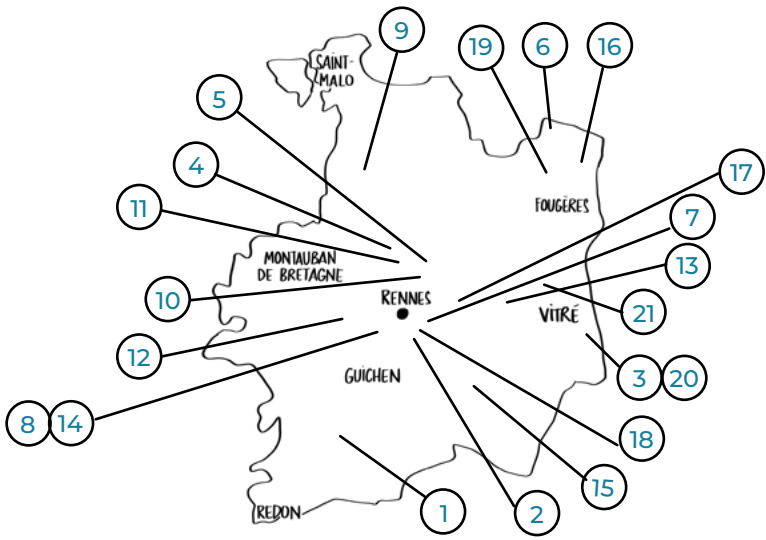 9
19
6
16
SAINT-
MALO
5
4
17
11
FOUGÈRES
7
MONTAUBAN
DE BRETAGNE
13
10
RENNES
21
VITRÉ
12
GUICHEN
3
20
8
14
18
15
1
2
REDON